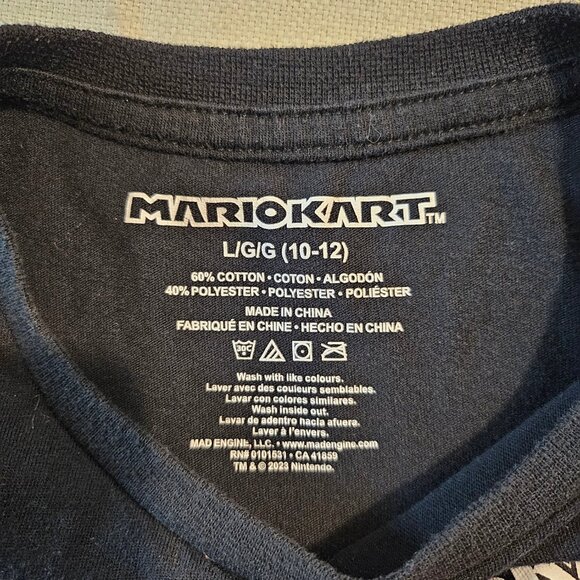 MARIOKART™
L/G/G (10-12)
60% COTTON • COTON • ALGODÓN
40% POLYESTER • POLYESTER • POLIÉSTER
MADE IN CHINA
FABRIQUÉ EN CHINE • HECHO EN CHINA
30C
Wash with like colours.
Laver avec des couleurs semblables.
Lavar con colores similares.
Wash inside out.
Lavar de adentro hacia afuera.
Laver à l'envers.
MAD ENGINE, LLC. • www.madengine.com
RN# 0101531 • CA 41859
TM & © 2023 Nintendo.